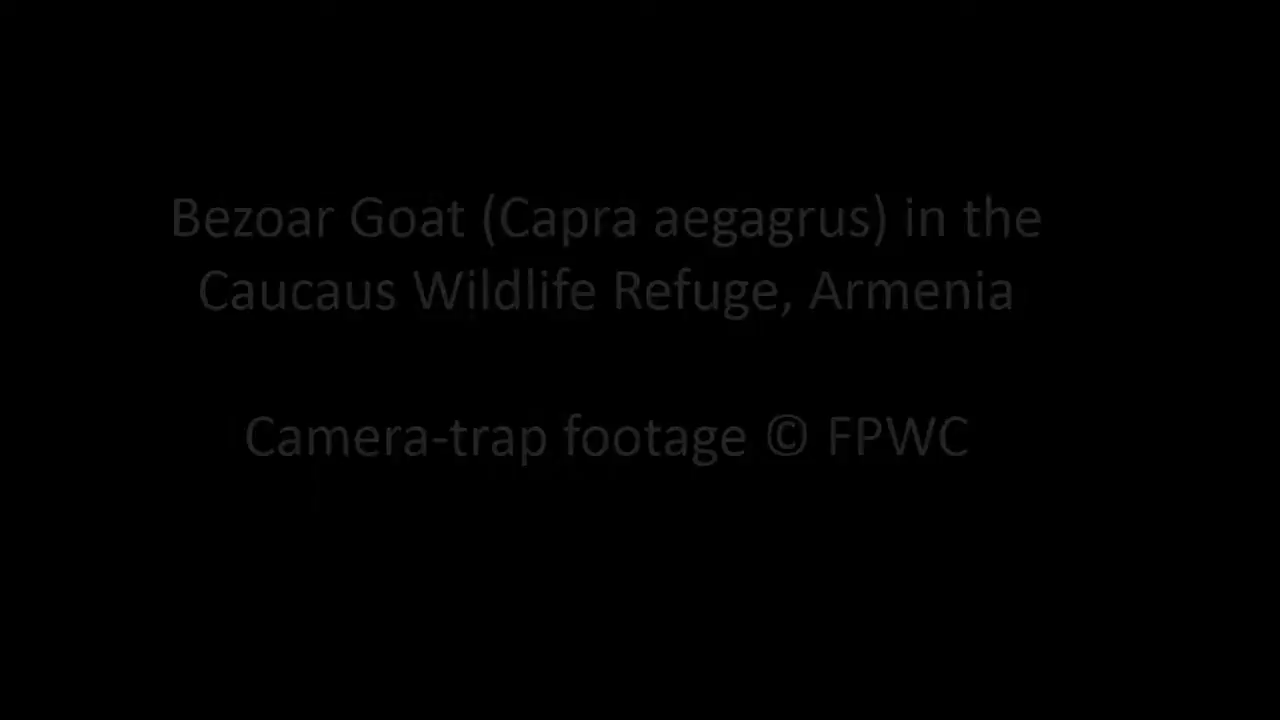 Bezoar Goat (Capra aegagrus) in the
Caucaus Wildlife Refuge, Armenia
Camera-trap footage © FPWC